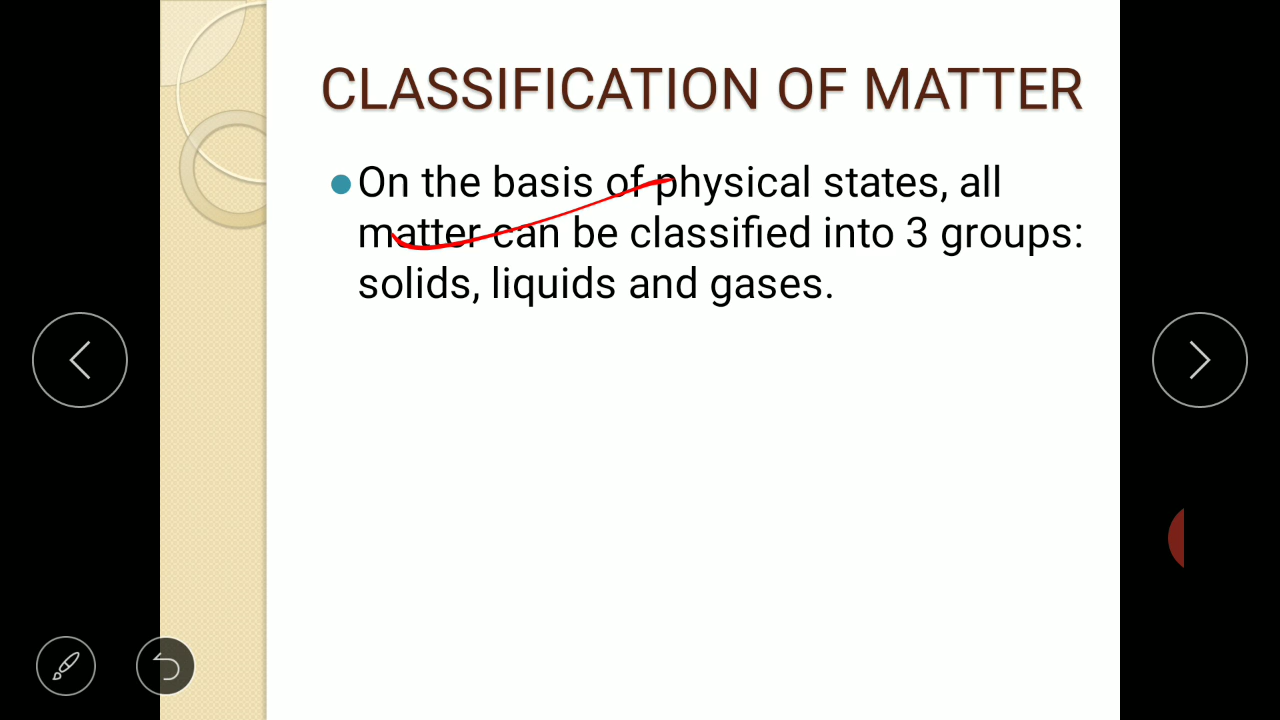 CLASSIFICATION OF MATTER
On the basis of physical states, all
matter can be classified into 3 groups:
solids, liquids and gases.